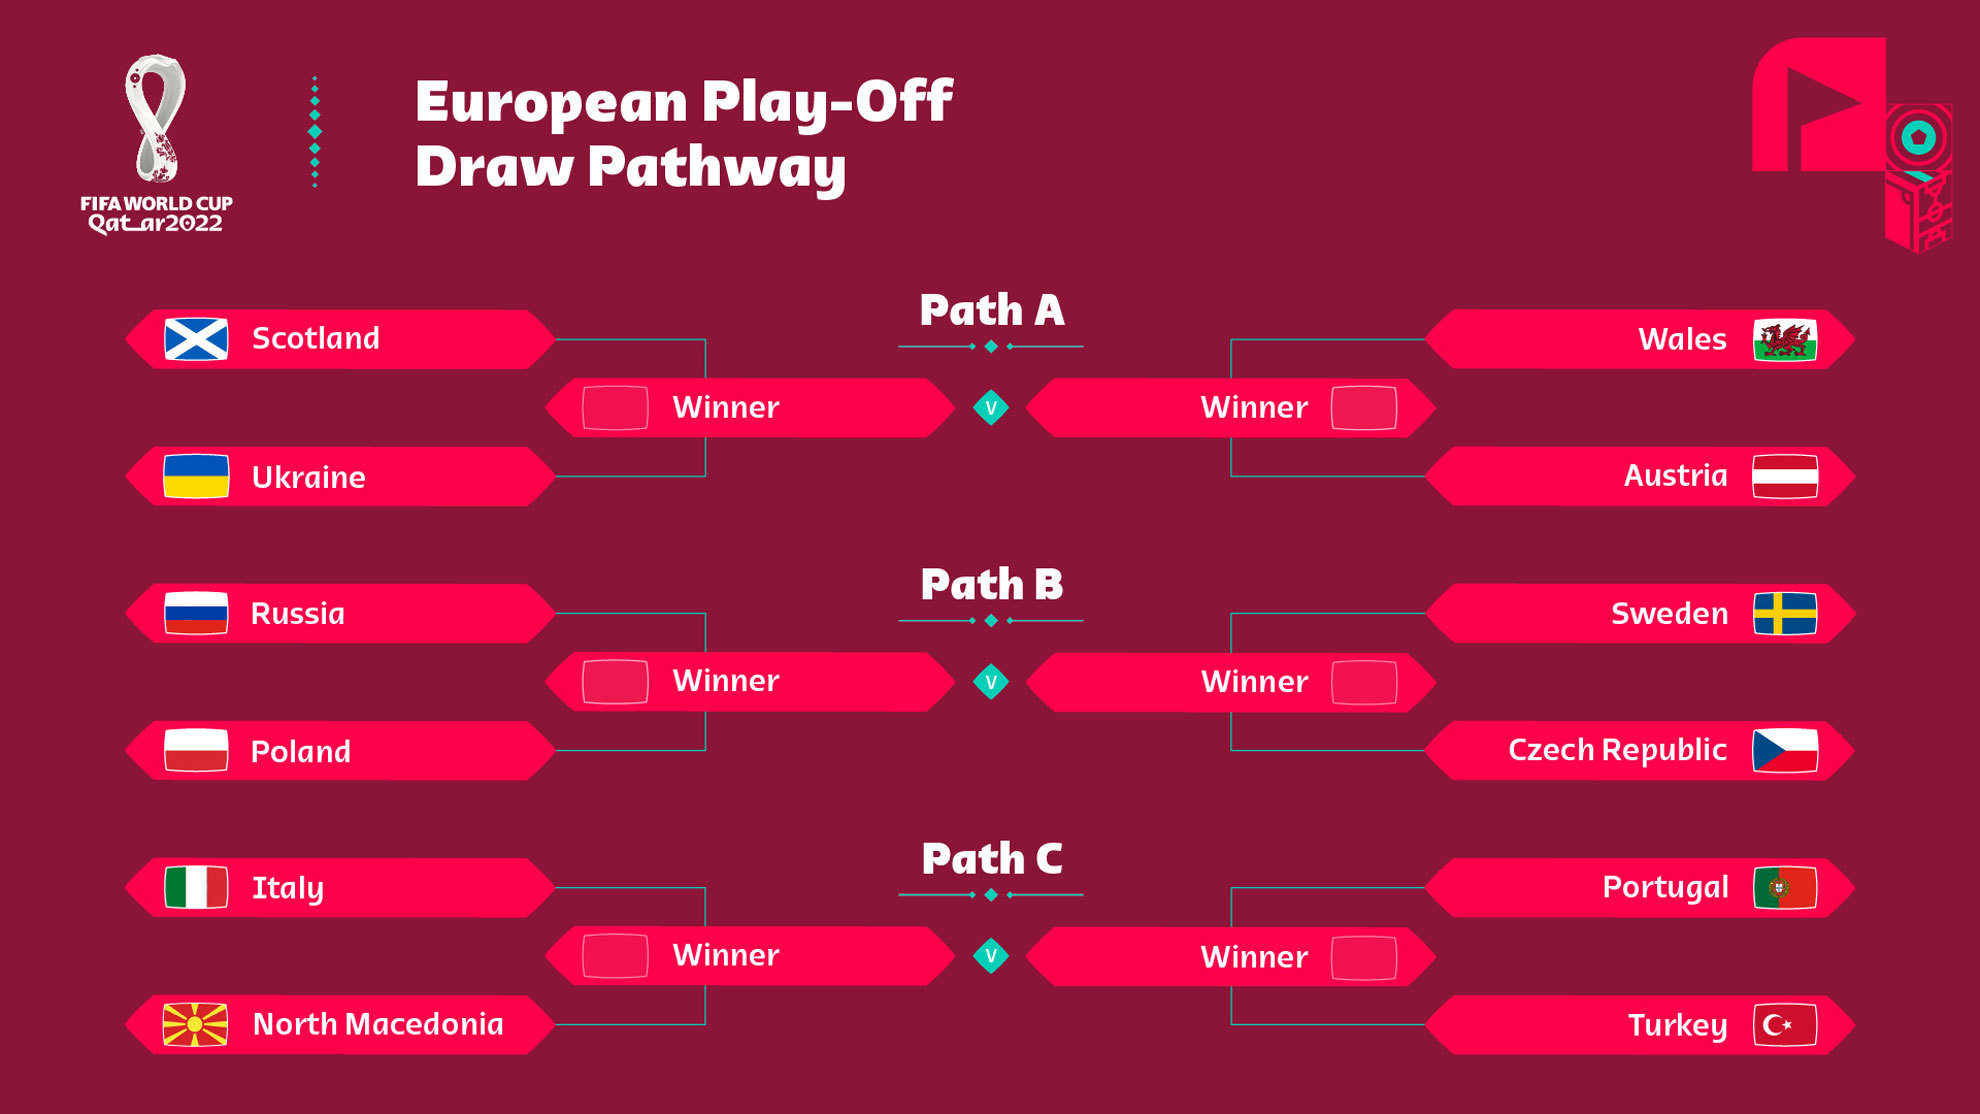 European Play-Off
Draw Pathway
FIFA WORLD CUP
Qatar2022
Path A
Scotland
Wales
Winner
V
Winner
Ukraine
Austria
Path B
Russia
Sweden
Winner
V
Winner
Poland
Czech Republic
Path C
Italy
Portugal
Winner
V
Winner
North Macedonia
Turkey